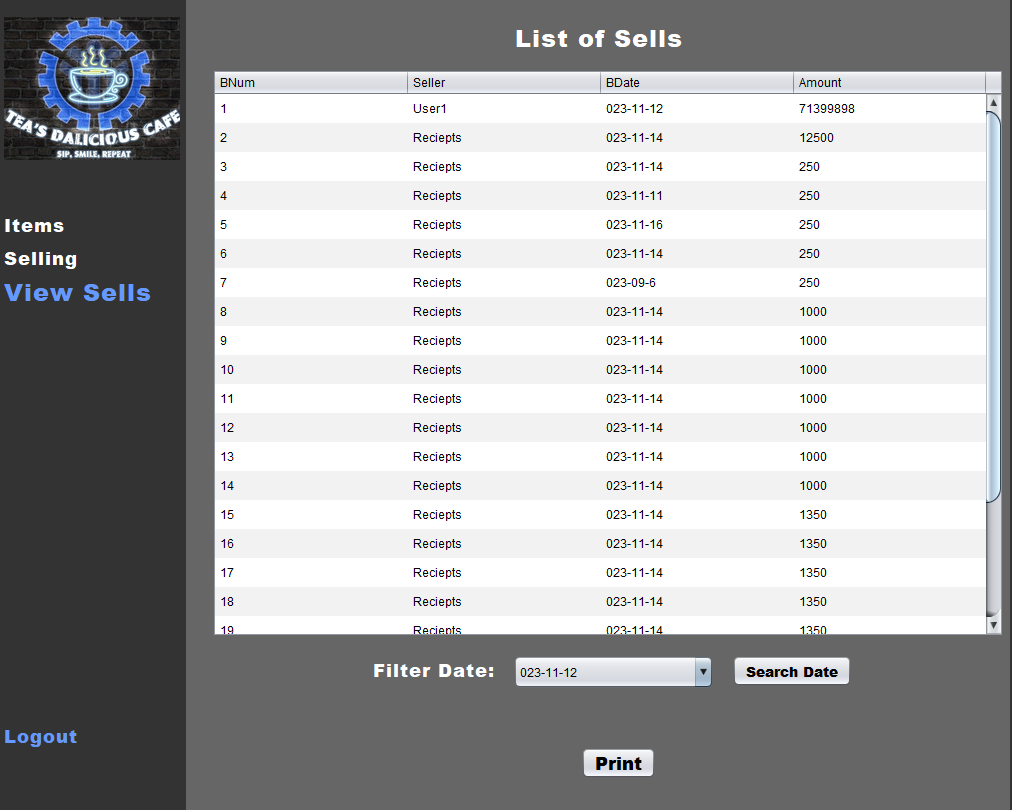 TEA'S DALICIOUS CAFE
SIP, SMILE, REPEAT
Items
Selling
View Sells
Logout
List of Sells
BNum Seller BDate Amount
1 User1 023-11-12 71399898
2 Reciepts 023-11-14 12500
3 Reciepts 023-11-14 250
4 Reciepts 023-11-11 250
5 Reciepts 023-11-16 250
6 Reciepts 023-11-14 250
7 Reciepts 023-09-6 250
8 Reciepts 023-11-14 1000
9 Reciepts 023-11-14 1000
10 Reciepts 023-11-14 1000
11 Reciepts 023-11-14 1000
12 Reciepts 023-11-14 1000
13 Reciepts 023-11-14 1000
14 Reciepts 023-11-14 1000
15 Reciepts 023-11-14 1350
16 Reciepts 023-11-14 1350
17 Reciepts 023-11-14 1350
18 Reciepts 023-11-14 1350
19 Reciepts 023-11-14 1350
Filter Date: 023-11-12 Search Date
Print